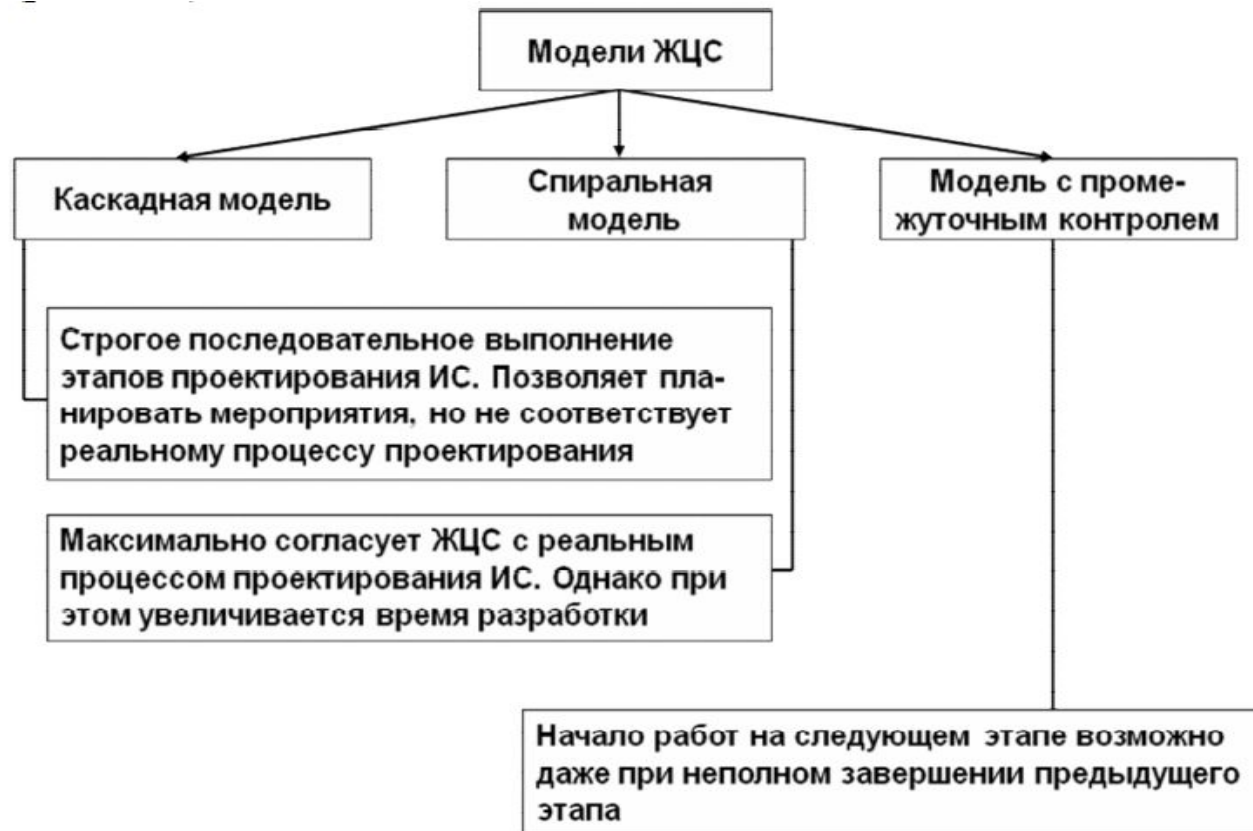 Модели ЖЦС
Каскадная модель
Спиральная
модель
Модель с проме-
жуточным контролем
Строгое последовательное выполнение
этапов проектирования ИС. Позволяет пла-
нировать мероприятия, но не соответствует
реальному процессу проектирования
Максимально согласует ЖЦС с реальным
процессом проектирования ИС. Однако при
этом увеличивается время разработки
Начало работ на следующем этапе возможно
даже при неполном завершении предыдущего
этапа